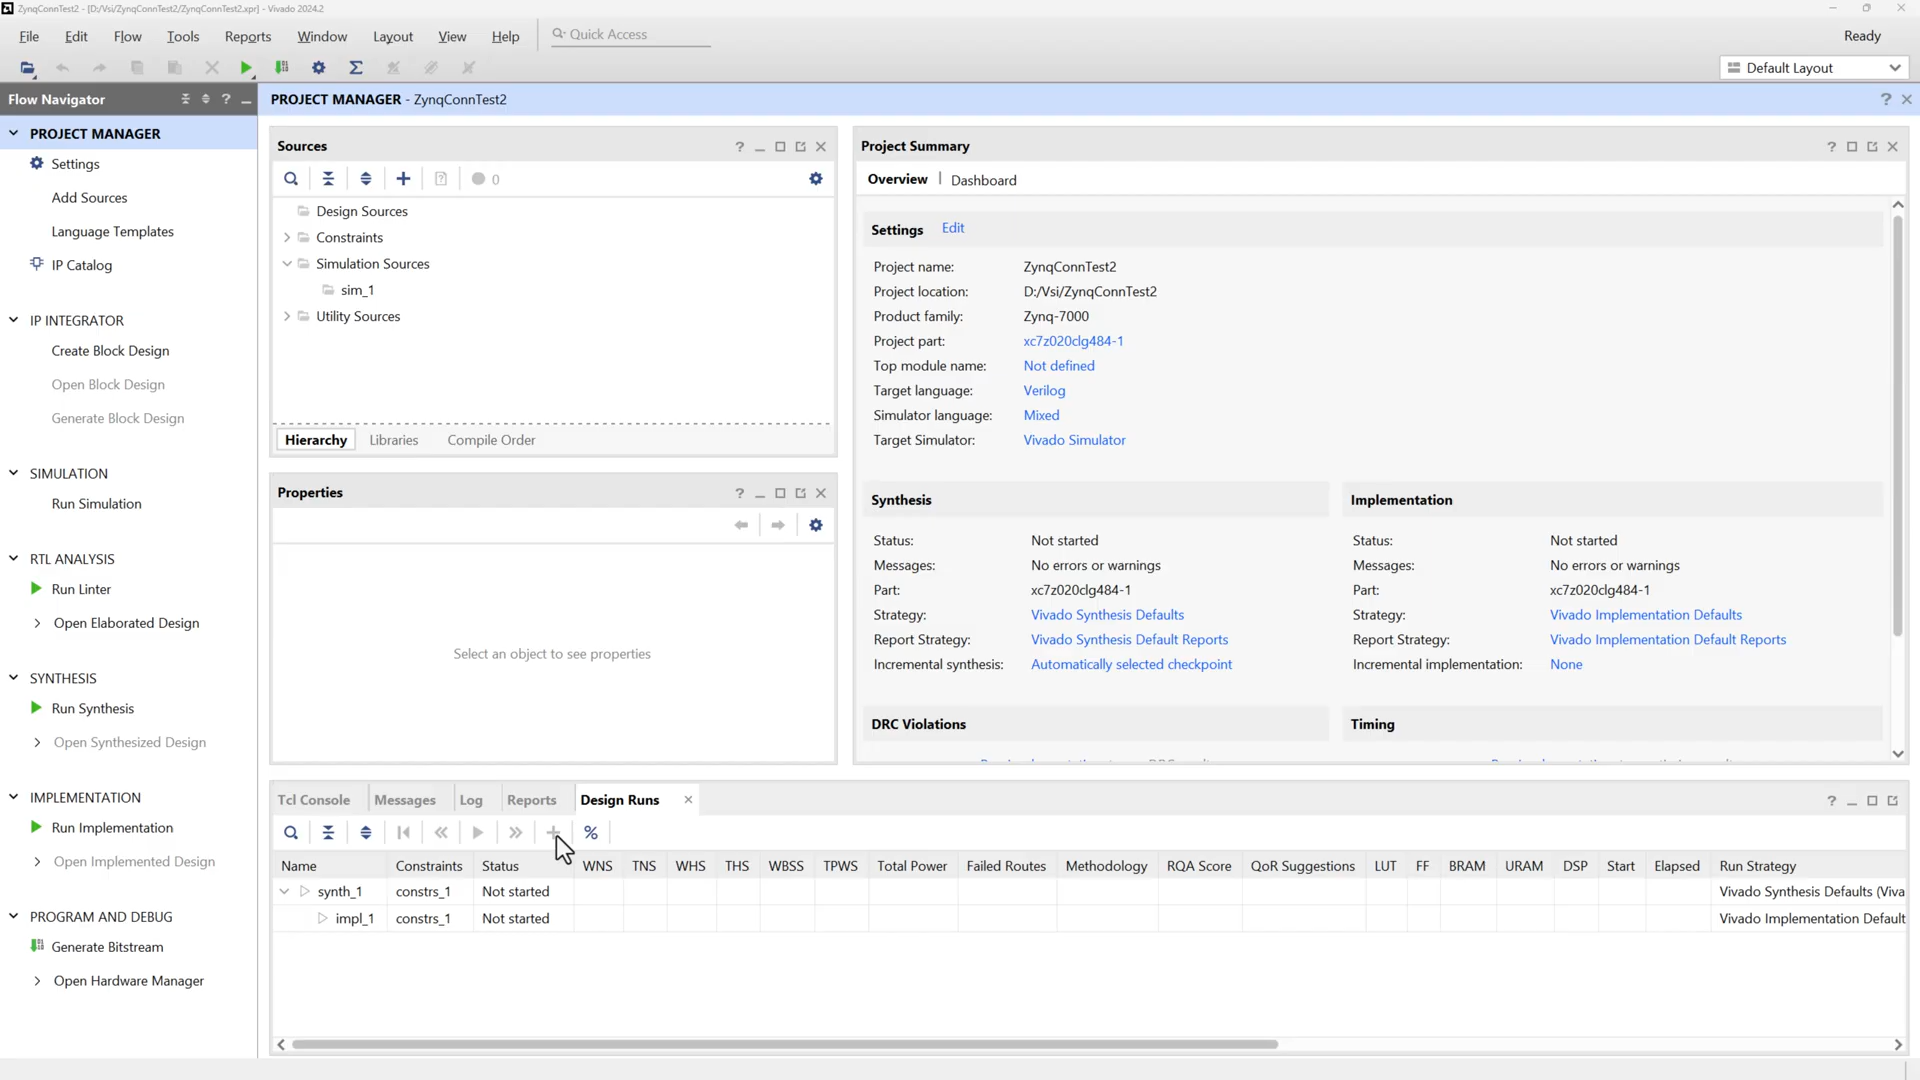 ZynqConnTest2 - [D:/Vsi/ZynqConnTest2/ZynqConnTest2.xpr] - Vivado 2024.2
File Edit Flow Tools Reports Window Layout View Help Quick Access Ready
Default Layout
Flow Navigator
PROJECT MANAGER - ZynqConnTest2
PROJECT MANAGER
Settings
Add Sources
Language Templates
IP Catalog
IP INTEGRATOR
Create Block Design
Open Block Design
Generate Block Design
SIMULATION
Run Simulation
RTL ANALYSIS
Run Linter
Open Elaborated Design
SYNTHESIS
Run Synthesis
Open Synthesized Design
IMPLEMENTATION
Run Implementation
Open Implemented Design
PROGRAM AND DEBUG
Generate Bitstream
Open Hardware Manager
Sources
0
Design Sources
Constraints
Simulation Sources
sim_1
Utility Sources
Hierarchy Libraries Compile Order
Properties
Select an object to see properties
Project Summary
Overview | Dashboard
Settings Edit
Project name: ZynqConnTest2
Project location: D:/Vsi/ZynqConnTest2
Product family: Zynq-7000
Project part: xc7z020clg484-1
Top module name: Not defined
Target language: Verilog
Simulator language: Mixed
Target Simulator: Vivado Simulator
Synthesis
Status: Not started
Messages: No errors or warnings
Part: xc7z020clg484-1
Strategy: Vivado Synthesis Defaults
Report Strategy: Vivado Synthesis Default Reports
Incremental synthesis: Automatically selected checkpoint
Implementation
Status: Not started
Messages: No errors or warnings
Part: xc7z020clg484-1
Strategy: Vivado Implementation Defaults
Report Strategy: Vivado Implementation Default Reports
Incremental implementation: None
DRC Violations
Timing
Tcl Console Messages Log Reports Design Runs
Name Constraints Status WNS TNS WHS THS WBSS TPWS Total Power Failed Routes Methodology RQA Score QoR Suggestions LUT FF BRAM URAM DSP Start Elapsed Run Strategy
synth_1 constrs_1 Not started Vivado Synthesis Defaults (Viva
impl_1 constrs_1 Not started Vivado Implementation Default